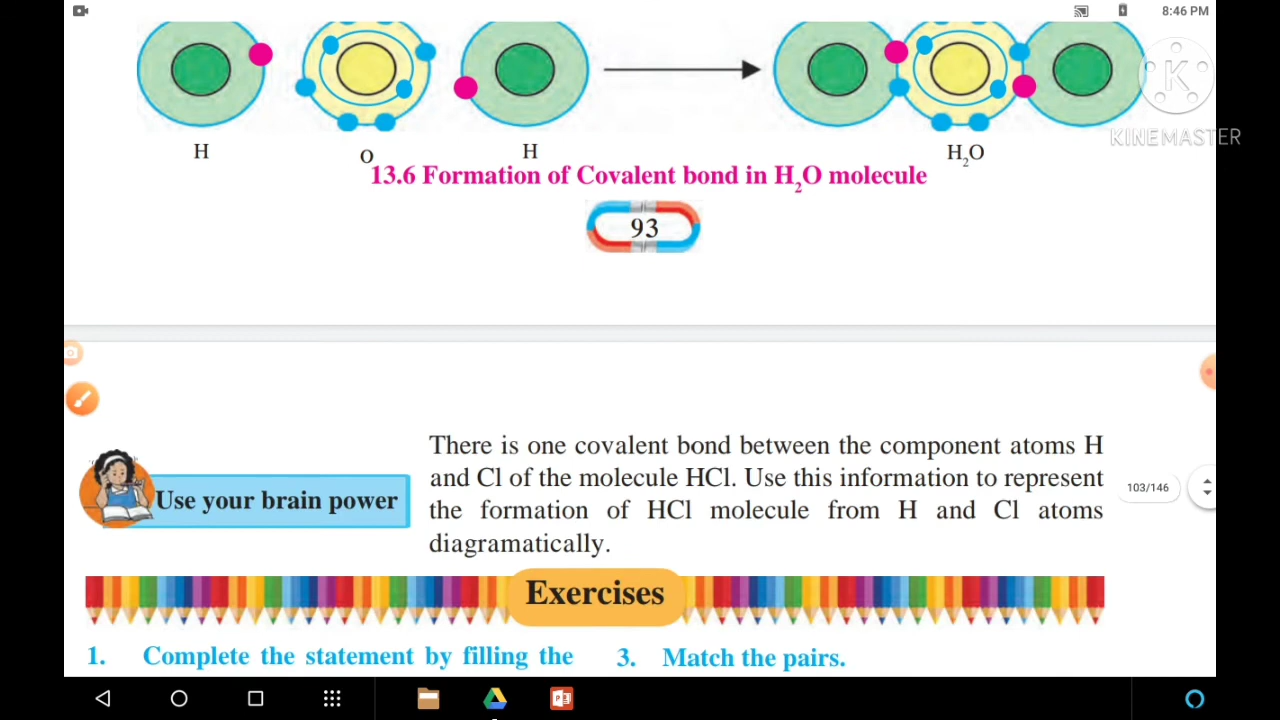 8:46 PM
K
KINEMASTER
H
O
H
H₂O
13.6 Formation of Covalent bond in H₂O molecule
93
There is one covalent bond between the component atoms H
and Cl of the molecule HCl. Use this information to represent
the formation of HCl molecule from H and Cl atoms
diagramatically.
Use your brain power
103/146
Exercises
1. Complete the statement by filling the
3. Match the pairs.